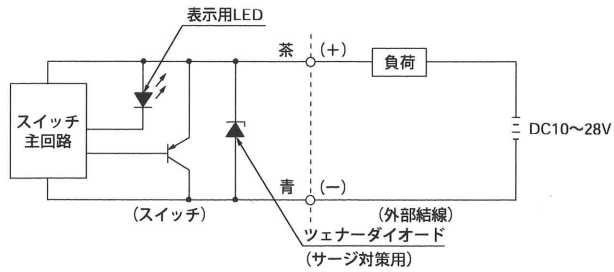 表示用LED
茶 (+)
負荷
スイッチ
主回路
DC10～28V
青 (−)
(スイッチ)
(外部結線)
ツェナーダイオード
(サージ対策用)